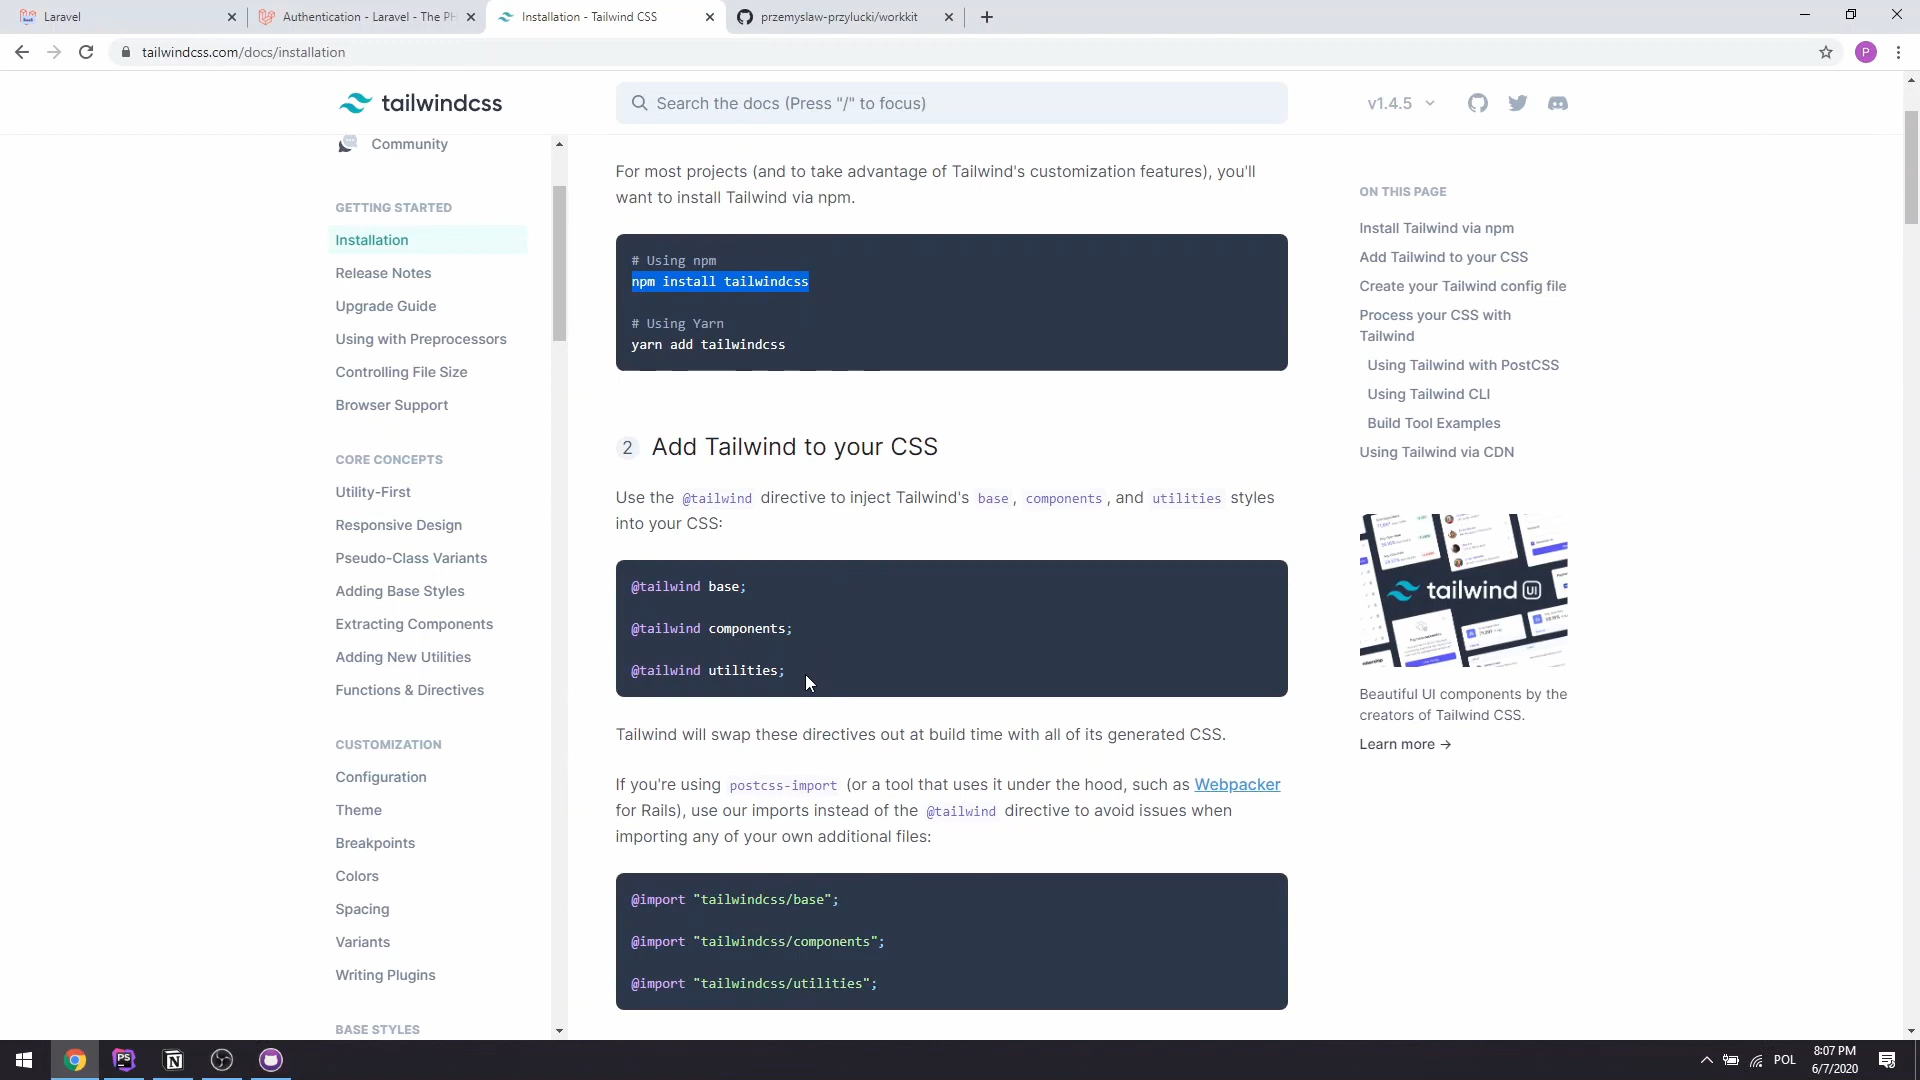 Laravel
Authentication - Laravel - The PH
Installation - Tailwind CSS
przemyslaw-przylucki/workkit
tailwindcss.com/docs/installation
P
tailwindcss
Search the docs (Press "/" to focus)
v1.4.5
Community
GETTING STARTED
Installation
Release Notes
Upgrade Guide
Using with Preprocessors
Controlling File Size
Browser Support
CORE CONCEPTS
Utility-First
Responsive Design
Pseudo-Class Variants
Adding Base Styles
Extracting Components
Adding New Utilities
Functions & Directives
CUSTOMIZATION
Configuration
Theme
Breakpoints
Colors
Spacing
Variants
Writing Plugins
BASE STYLES
For most projects (and to take advantage of Tailwind's customization features), you'll
want to install Tailwind via npm.
# Using npm
npm install tailwindcss
# Using Yarn
yarn add tailwindcss
2 Add Tailwind to your CSS
Use the @tailwind directive to inject Tailwind's base, components, and utilities styles
into your CSS:
@tailwind base;
@tailwind components;
@tailwind utilities;
Tailwind will swap these directives out at build time with all of its generated CSS.
If you're using postcss-import (or a tool that uses it under the hood, such as Webpacker
for Rails), use our imports instead of the @tailwind directive to avoid issues when
importing any of your own additional files:
@import "tailwindcss/base";
@import "tailwindcss/components";
@import "tailwindcss/utilities";
ON THIS PAGE
Install Tailwind via npm
Add Tailwind to your CSS
Create your Tailwind config file
Process your CSS with
Tailwind
Using Tailwind with PostCSS
Using Tailwind CLI
Build Tool Examples
Using Tailwind via CDN
tailwind UI
Beautiful UI components by the
creators of Tailwind CSS.
Learn more →
PS
N
POL
8:07 PM
6/7/2020